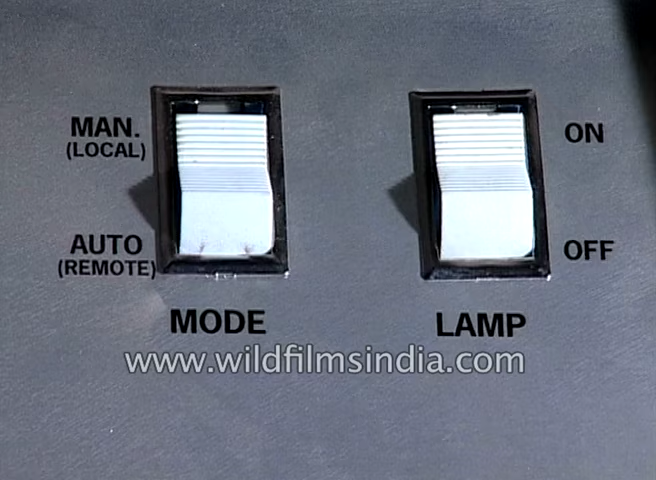 MAN.
(LOCAL)
ON
AUTO
(REMOTE)
OFF
MODE
LAMP
www.wildfilmsindia.com